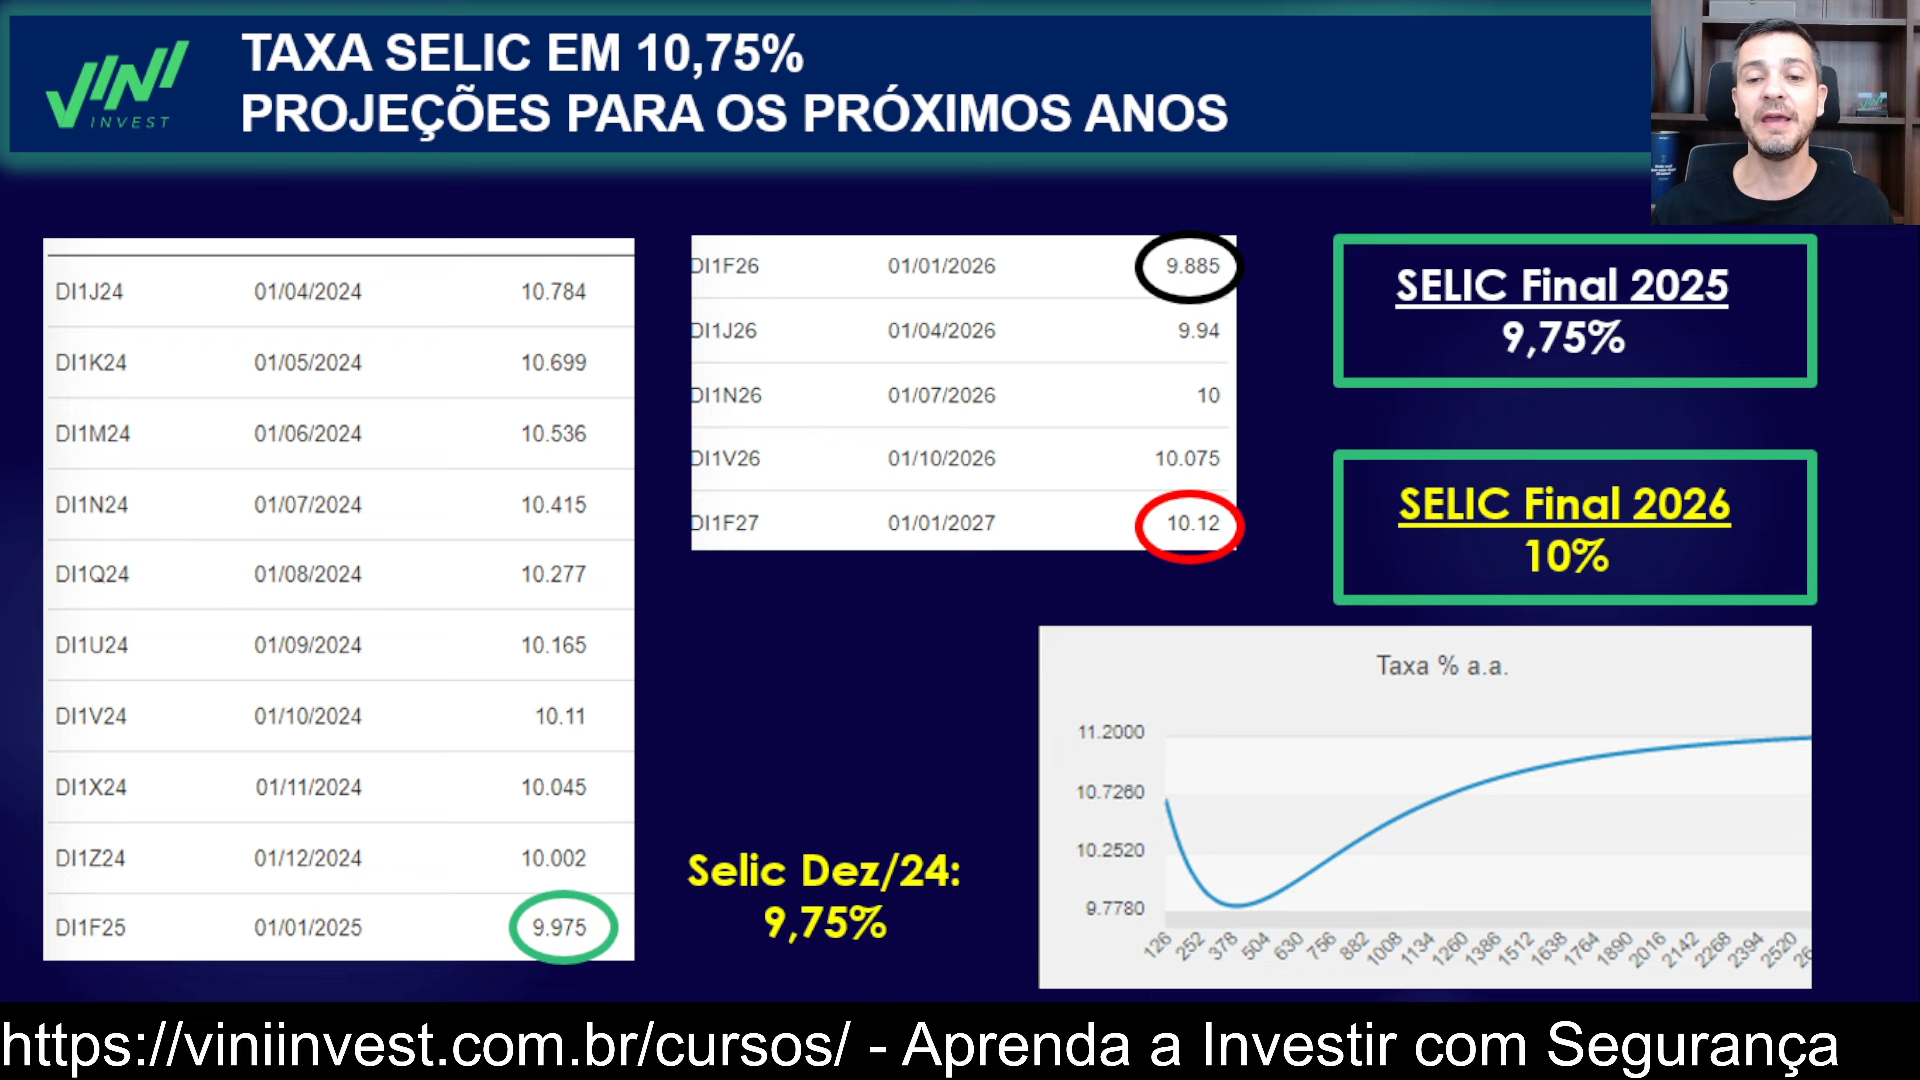 VINI
INVEST
TAXA SELIC EM 10,75%
PROJEÇÕES PARA OS PRÓXIMOS ANOS
DI1J24 01/04/2024 10.784
DI1K24 01/05/2024 10.699
DI1M24 01/06/2024 10.536
DI1N24 01/07/2024 10.415
DI1Q24 01/08/2024 10.277
DI1U24 01/09/2024 10.165
DI1V24 01/10/2024 10.11
DI1X24 01/11/2024 10.045
DI1Z24 01/12/2024 10.002
DI1F25 01/01/2025 9.975
DI1F26 01/01/2026 9.885
DI1J26 01/04/2026 9.94
DI1N26 01/07/2026 10
DI1V26 01/10/2026 10.075
DI1F27 01/01/2027 10.12
SELIC Final 2025
9,75%
SELIC Final 2026
10%
Selic Dez/24:
9,75%
Taxa % a.a.
11.2000
10.7260
10.2520
9.7780
126 252 378 504 630 756 882 1008 1134 1260 1386 1512 1638 1764 1890 2016 2142 2268 2394 2520
https://viniinvest.com.br/cursos/ - Aprenda a Investir com Segurança